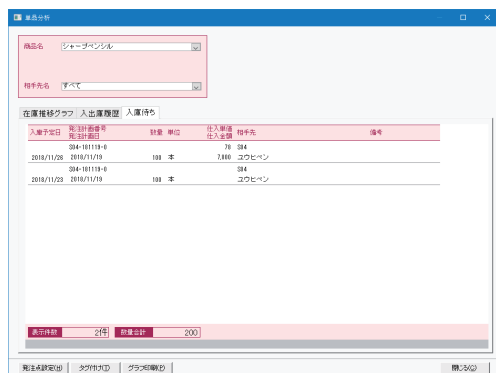 単品分析
商品名 シャープペンシル
相手先名 すべて
在庫推移グラフ 入出庫履歴 入庫待ち
入庫予定日 発注計画番号 数量 単位 仕入単価 相手先 備考
発注計画日 仕入金額
S04-181119-0 70 S04
2018/11/26 2018/11/19 100 本 7,000 ユウヒペン
S04-181119-0 S04
2018/11/23 2018/11/19 100 本 ユウヒペン
表示件数 2件 数量合計 200
発注点設定(H) タグ付け(T) グラフ印刷(P) 閉じる(C)